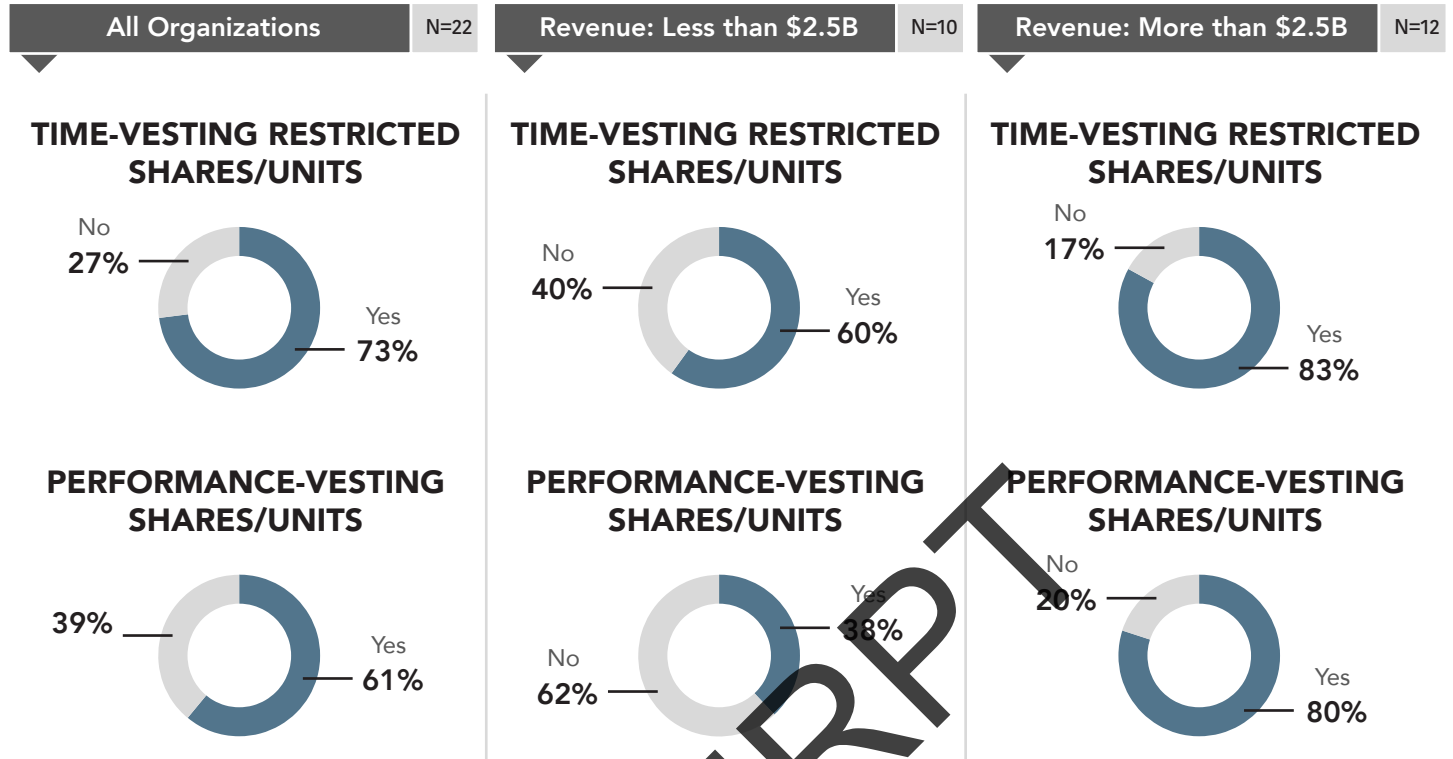 All Organizations
N=22
TIME-VESTING RESTRICTED
SHARES/UNITS
No
27%
Yes
73%
PERFORMANCE-VESTING
SHARES/UNITS
39%
Yes
61%
Revenue: Less than $2.5B
N=10
TIME-VESTING RESTRICTED
SHARES/UNITS
No
40%
Yes
60%
PERFORMANCE-VESTING
SHARES/UNITS
Yes
38%
No
62%
Revenue: More than $2.5B
N=12
TIME-VESTING RESTRICTED
SHARES/UNITS
No
17%
Yes
83%
PERFORMANCE-VESTING
SHARES/UNITS
No
20%
Yes
80%